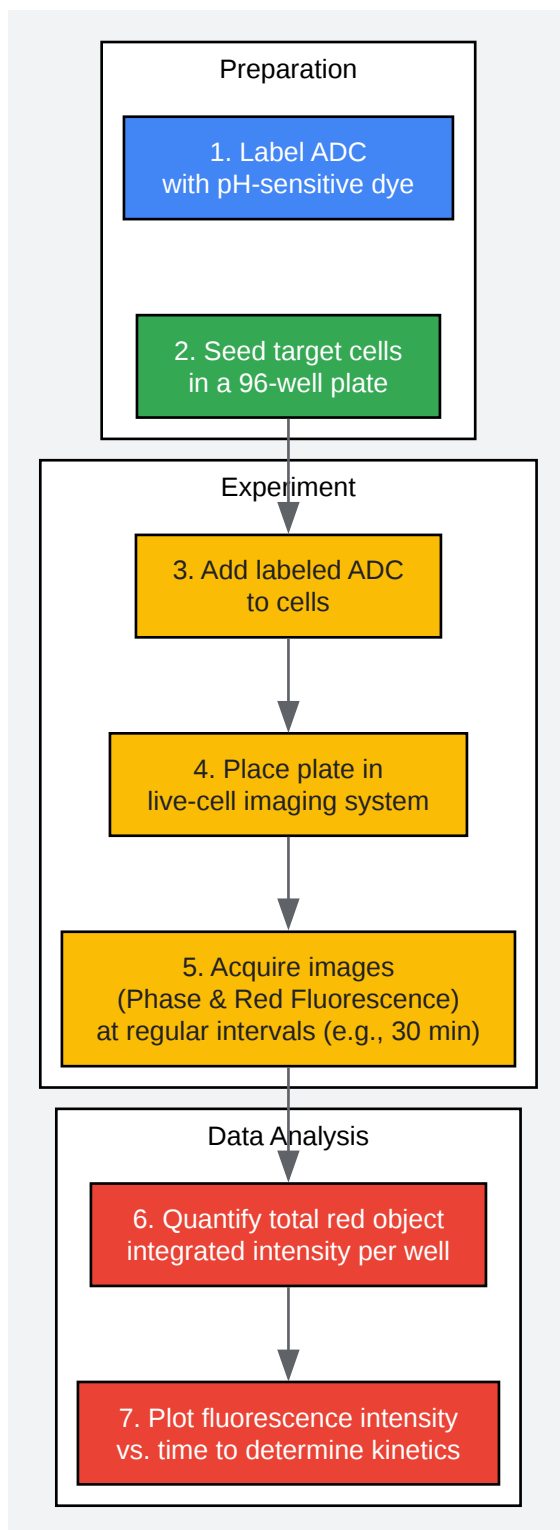 Preparation
1. Label ADC
with pH-sensitive dye
2. Seed target cells
in a 96-well plate
Experiment
3. Add labeled ADC
to cells
4. Place plate in
live-cell imaging system
5. Acquire images
(Phase & Red Fluorescence)
at regular intervals (e.g., 30 min)
Data Analysis
6. Quantify total red object
integrated intensity per well
7. Plot fluorescence intensity
vs. time to determine kinetics